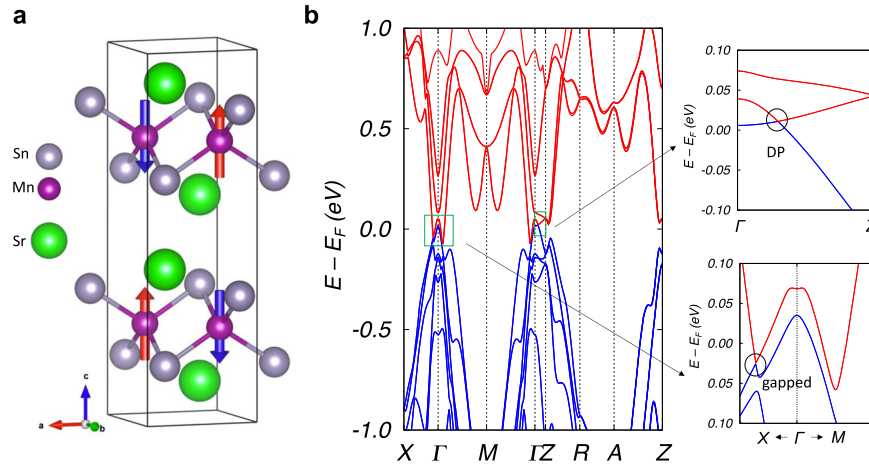 a
b
Sn
Mn
Sr
c
a
b
E – E_F (eV)
1.0
0.5
0.0
-0.5
-1.0
X Γ M Γ Z R A Z
E – E_F (eV)
0.10
0.05
0.00
-0.05
-0.10
DP
Γ Z
E – E_F (eV)
0.10
0.05
0.00
0.05
0.10
gapped
X ← Γ → M